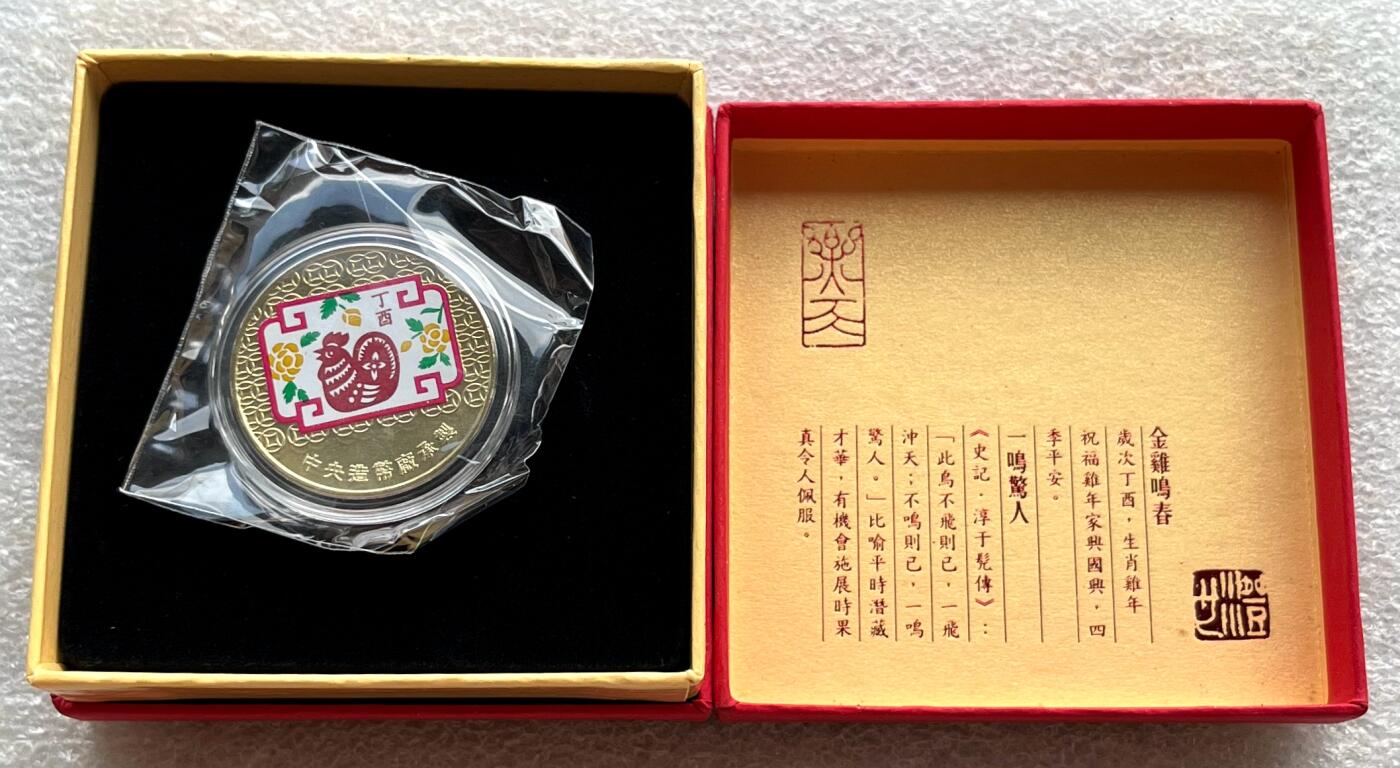 丁酉
中央造幣廠承製
金雞鳴春
歲次丁酉，生肖雞年
祝福雞年家興國興，四
季平安。
一鳴驚人
《史記．淳于髡傳》：
「此鳥不飛則已，一飛
沖天；不鳴則已，一鳴
驚人。」比喻平時潛藏
才華，有機會施展時果
真令人佩服。